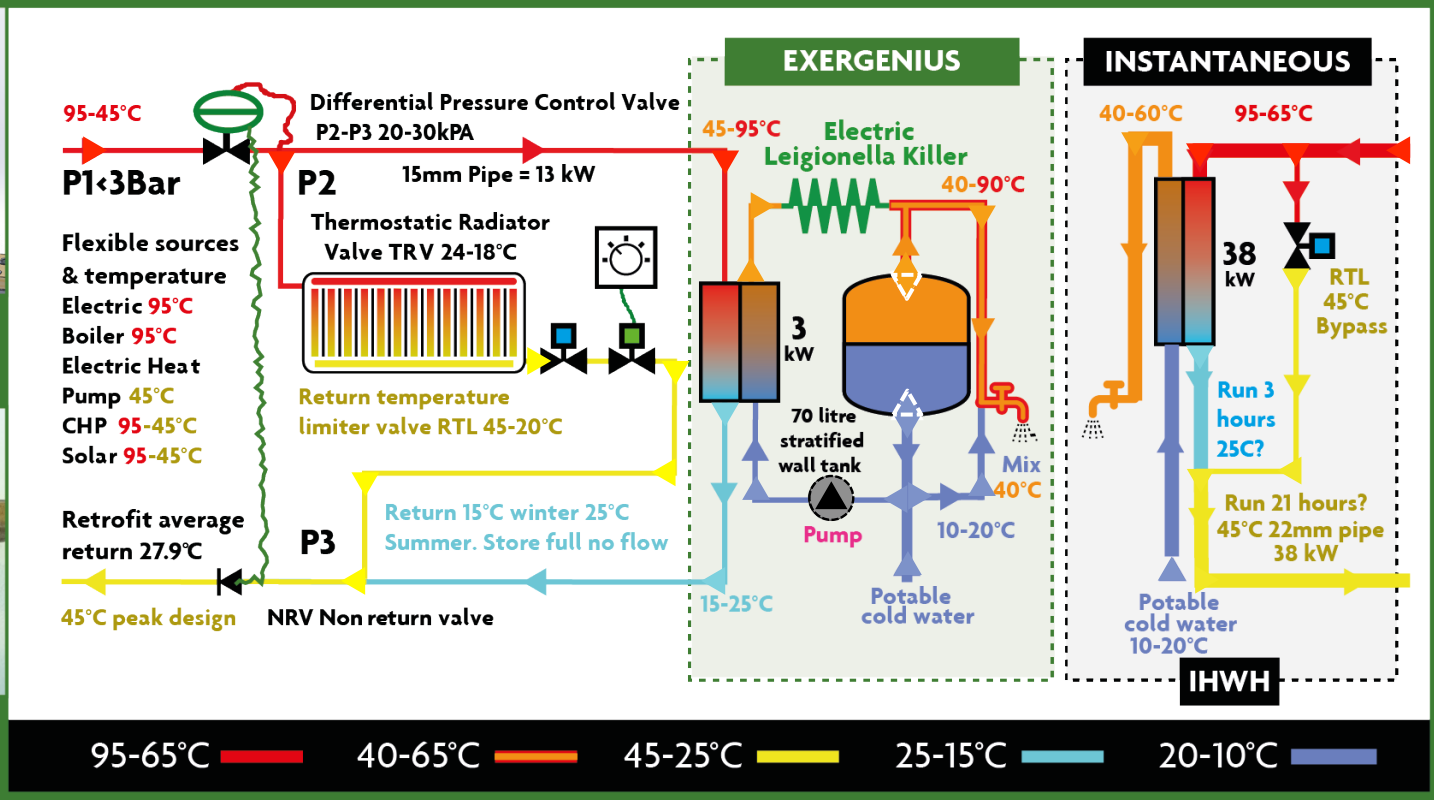 EXERGENIUS
INSTANTANEOUS
95-45°C
Differential Pressure Control Valve
P2-P3 20-30kPA
P1<3Bar
P2
15mm Pipe = 13 kW
Thermostatic Radiator
Valve TRV 24-18°C
Flexible sources
& temperature
Electric 95°C
Boiler 95°C
Electric Heat
Pump 45°C
CHP 95-45°C
Solar 95-45°C
Return temperature
limiter valve RTL 45-20°C
Retrofit average
return 27.9°C
P3
Return 15°C winter 25°C
Summer. Store full no flow
45°C peak design
NRV Non return valve
45-95°C
Electric
Leigionella Killer
40-90°C
3
kW
70 litre
stratified
wall tank
Pump
Mix
40°C
10-20°C
15-25°C
Potable
cold water
40-60°C
95-65°C
38
kW
RTL
45°C
Bypass
Run 3
hours
25C?
Run 21 hours?
45°C 22mm pipe
38 kW
Potable
cold water
10-20°C
IHWH
95-65°C
40-65°C
45-25°C
25-15°C
20-10°C